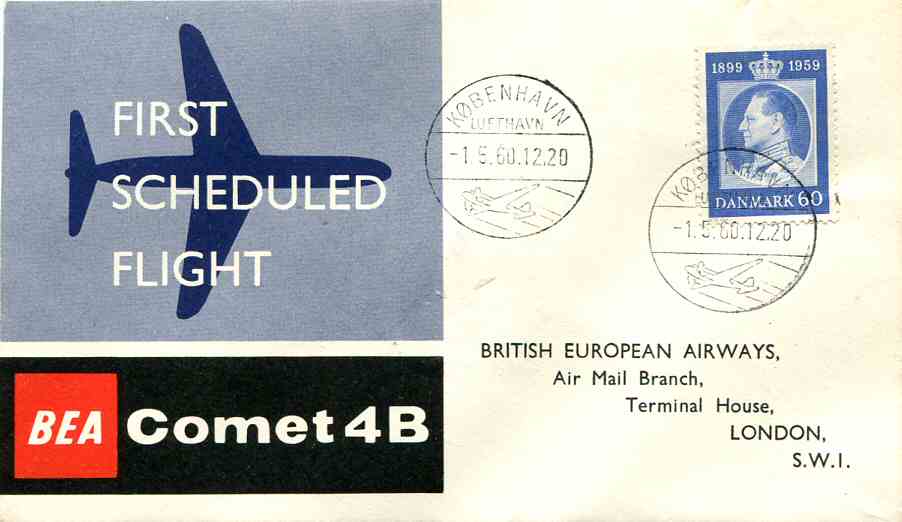 FIRST
SCHEDULED
FLIGHT
BEA Comet 4B
KØBENHAVN
LUFTHAVN
-1.5.60.12.20
1899 1959
DANMARK 60
KØBENHAVN
-1.5.60.12.20
BRITISH EUROPEAN AIRWAYS,
Air Mail Branch,
Terminal House,
LONDON,
S.W.I.